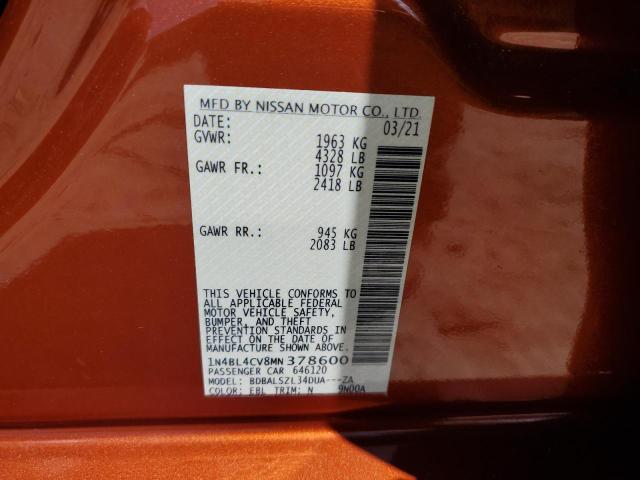 MFD BY NISSAN MOTOR CO., LTD.
DATE: 03/21
GVWR: 1963 KG
4328 LB
GAWR FR.: 1097 KG
2418 LB
GAWR RR.: 945 KG
2083 LB
THIS VEHICLE CONFORMS TO
ALL APPLICABLE FEDERAL
MOTOR VEHICLE SAFETY,
BUMPER, AND THEFT
PREVENTION STANDARDS IN
EFFECT ON THE DATE OF
MANUFACTURE SHOWN ABOVE.
1N4BL4CV8MN378600
PASSENGER CAR 646120
MODEL: BDBALSZL34DUA---ZA
COLOR: EBL TRIM: N 9N00A